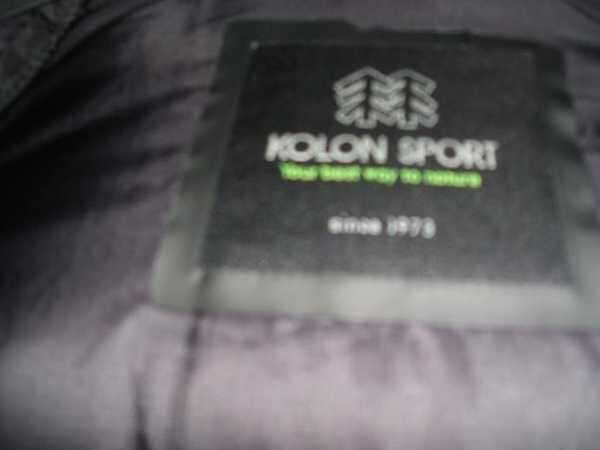 KOLON SPORT
Your best way to nature
since 1973